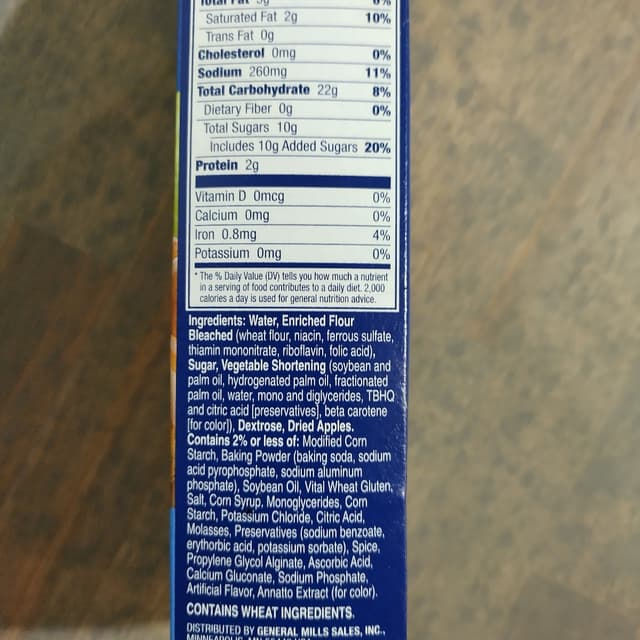 Total Fat
Saturated Fat 2g 10%
Trans Fat 0g
Cholesterol 0mg 0%
Sodium 260mg 11%
Total Carbohydrate 22g 8%
Dietary Fiber 0g 0%
Total Sugars 10g
Includes 10g Added Sugars 20%
Protein 2g
Vitamin D 0mcg 0%
Calcium 0mg 0%
Iron 0.8mg 4%
Potassium 0mg 0%
* The % Daily Value (DV) tells you how much a nutrient
in a serving of food contributes to a daily diet. 2,000
calories a day is used for general nutrition advice.
Ingredients: Water, Enriched Flour
Bleached (wheat flour, niacin, ferrous sulfate,
thiamin mononitrate, riboflavin, folic acid),
Sugar, Vegetable Shortening (soybean and
palm oil, hydrogenated palm oil, fractionated
palm oil, water, mono and diglycerides, TBHQ
and citric acid [preservatives], beta carotene
[for color]), Dextrose, Dried Apples.
Contains 2% or less of: Modified Corn
Starch, Baking Powder (baking soda, sodium
acid pyrophosphate, sodium aluminum
phosphate), Soybean Oil, Vital Wheat Gluten,
Salt, Corn Syrup, Monoglycerides, Corn
Starch, Potassium Chloride, Citric Acid,
Molasses, Preservatives (sodium benzoate,
erythorbic acid, potassium sorbate), Spice,
Propylene Glycol Alginate, Ascorbic Acid,
Calcium Gluconate, Sodium Phosphate,
Artificial Flavor, Annatto Extract (for color).
CONTAINS WHEAT INGREDIENTS.
DISTRIBUTED BY GENERAL MILLS SALES, INC.,